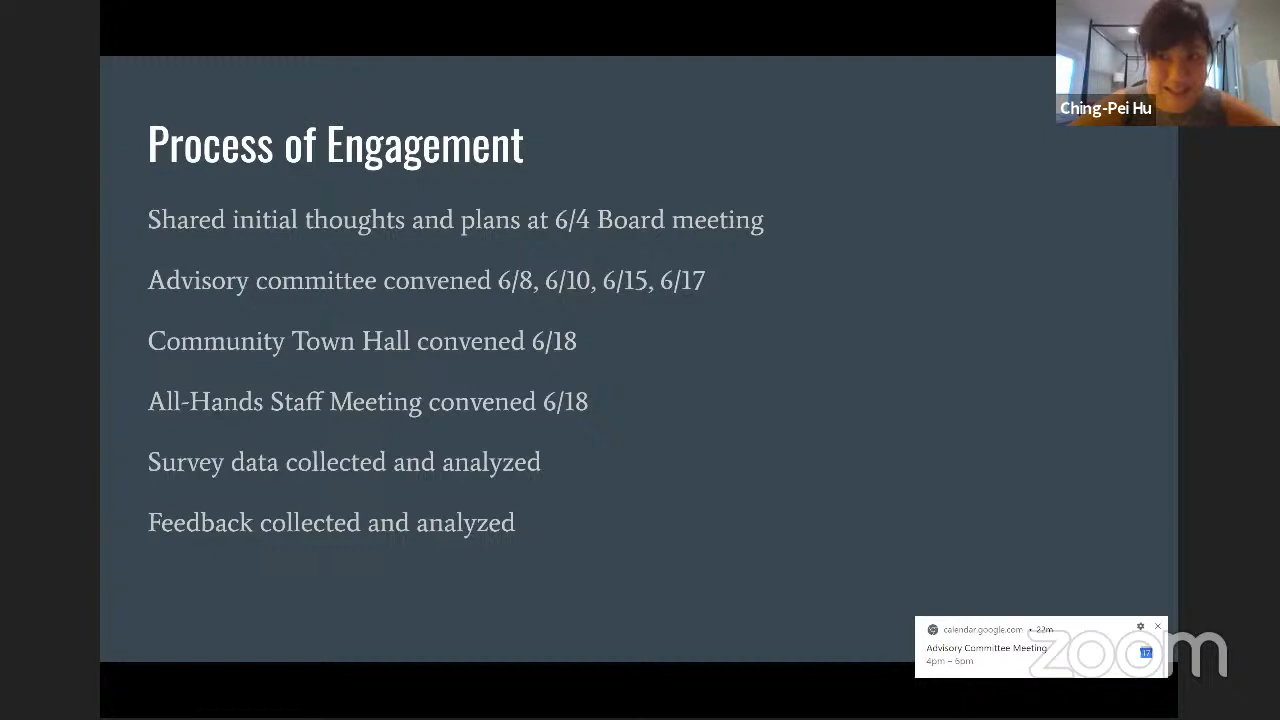 Ching-Pei Hu
Process of Engagement
Shared initial thoughts and plans at 6/4 Board meeting
Advisory committee convened 6/8, 6/10, 6/15, 6/17
Community Town Hall convened 6/18
All-Hands Staff Meeting convened 6/18
Survey data collected and analyzed
Feedback collected and analyzed
calendar.google.com • 22m
Advisory Committee Meeting
4pm – 6pm
17
zoom